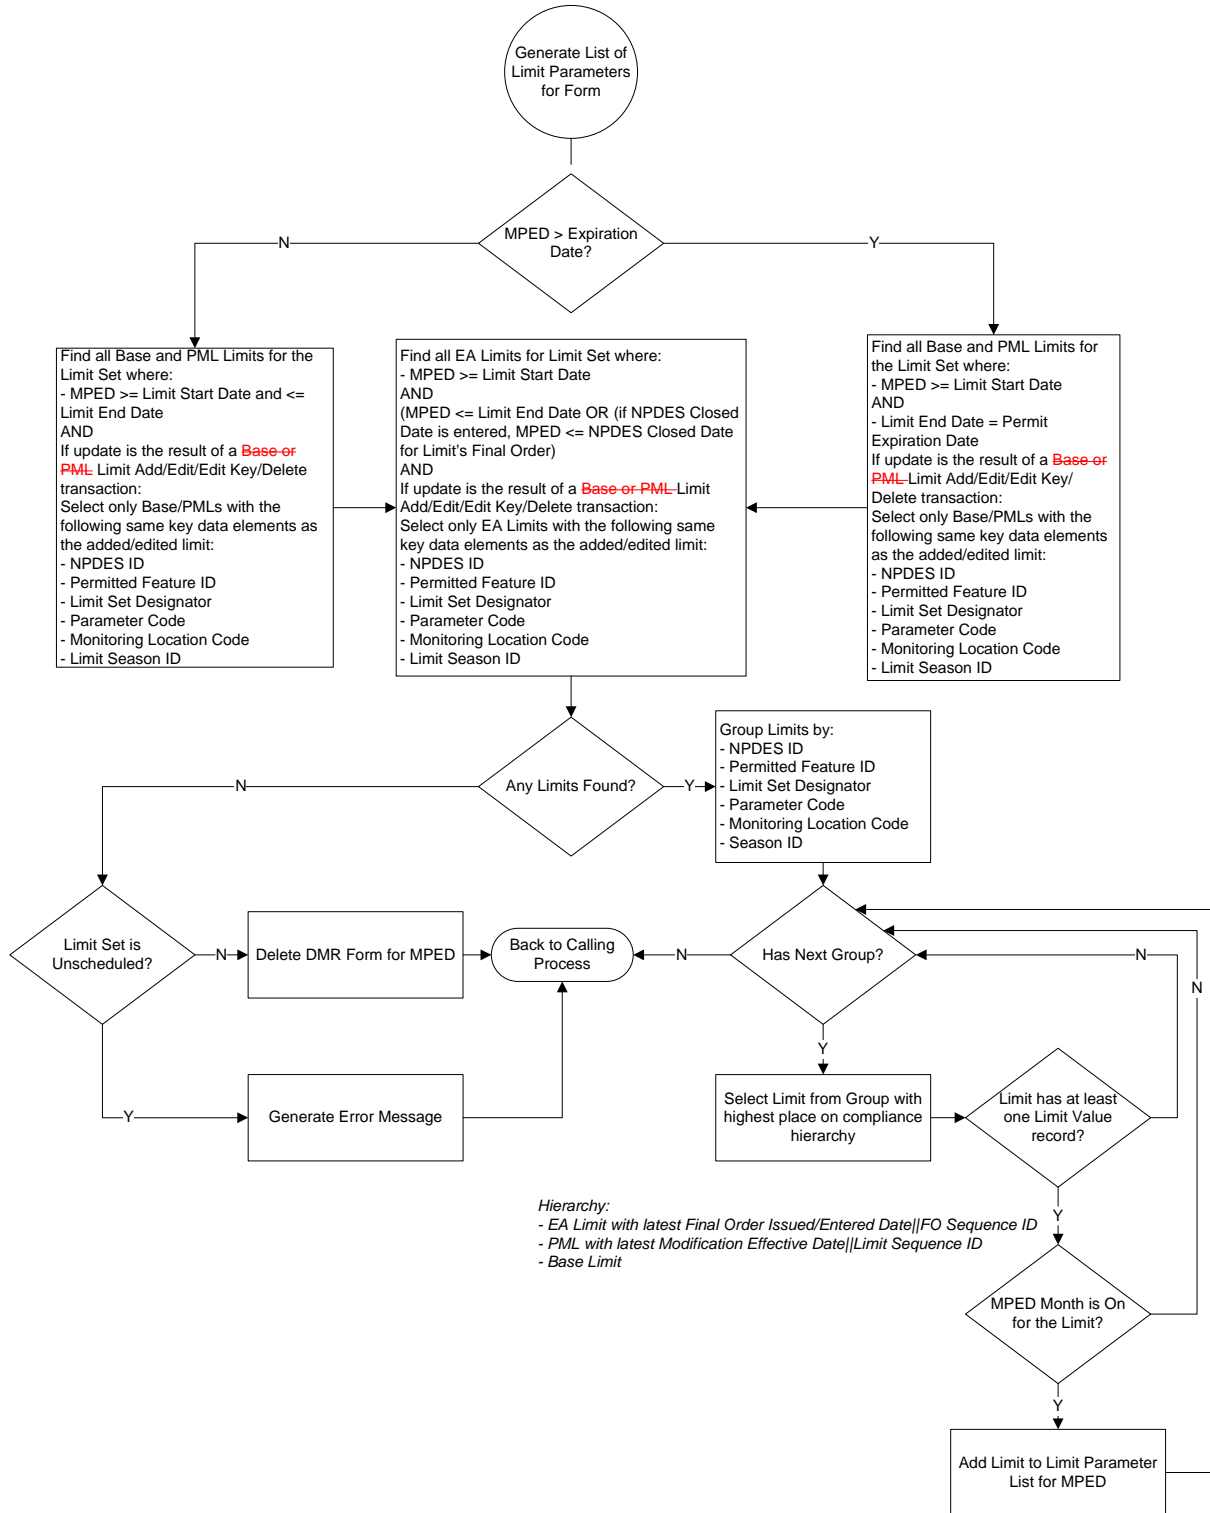 Generate List of
Limit Parameters
for Form
MPED > Expiration
Date?
N
Y
Find all Base and PML Limits for the
Limit Set where:
- MPED >= Limit Start Date and <=
Limit End Date
AND
If update is the result of a Base or
PML Limit Add/Edit/Edit Key/Delete
transaction:
Select only Base/PMLs with the
following same key data elements as
the added/edited limit:
- NPDES ID
- Permitted Feature ID
- Limit Set Designator
- Parameter Code
- Monitoring Location Code
- Limit Season ID
Find all EA Limits for Limit Set where:
- MPED >= Limit Start Date
AND
(MPED <= Limit End Date OR (if NPDES Closed
Date is entered, MPED <= NPDES Closed Date
for Limit's Final Order)
AND
If update is the result of a Base or PML Limit
Add/Edit/Edit Key/Delete transaction:
Select only EA Limits with the following same
key data elements as the added/edited limit:
- NPDES ID
- Permitted Feature ID
- Limit Set Designator
- Parameter Code
- Monitoring Location Code
- Limit Season ID
Find all Base and PML Limits for
the Limit Set where:
- MPED >= Limit Start Date
AND
- Limit End Date = Permit
Expiration Date
If update is the result of a Base or
PML Limit Add/Edit/Edit Key/
Delete transaction:
Select only Base/PMLs with the
following same key data elements
as the added/edited limit:
- NPDES ID
- Permitted Feature ID
- Limit Set Designator
- Parameter Code
- Monitoring Location Code
- Limit Season ID
Any Limits Found?
N
Y
Group Limits by:
- NPDES ID
- Permitted Feature ID
- Limit Set Designator
- Parameter Code
- Monitoring Location Code
- Season ID
Limit Set is
Unscheduled?
N
Delete DMR Form for MPED
Back to Calling
Process
N
Has Next Group?
N
N
Y
Y
Generate Error Message
Select Limit from Group with
highest place on compliance
hierarchy
Limit has at least
one Limit Value
record?
Y
Hierarchy:
- EA Limit with latest Final Order Issued/Entered Date||FO Sequence ID
- PML with latest Modification Effective Date||Limit Sequence ID
- Base Limit
MPED Month is On
for the Limit?
Y
Add Limit to Limit Parameter
List for MPED